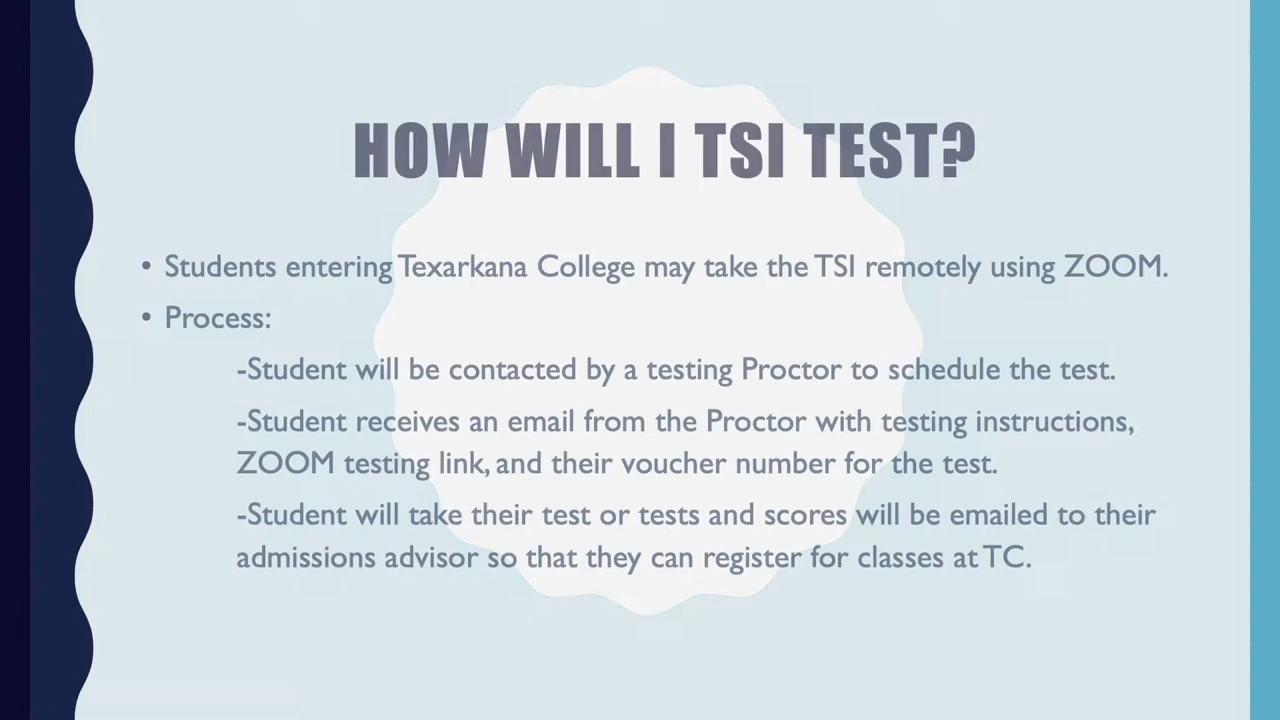 HOW WILL I TSI TEST?
• Students entering Texarkana College may take the TSI remotely using ZOOM.
• Process:
-Student will be contacted by a testing Proctor to schedule the test.
-Student receives an email from the Proctor with testing instructions,
ZOOM testing link, and their voucher number for the test.
-Student will take their test or tests and scores will be emailed to their
admissions advisor so that they can register for classes at TC.